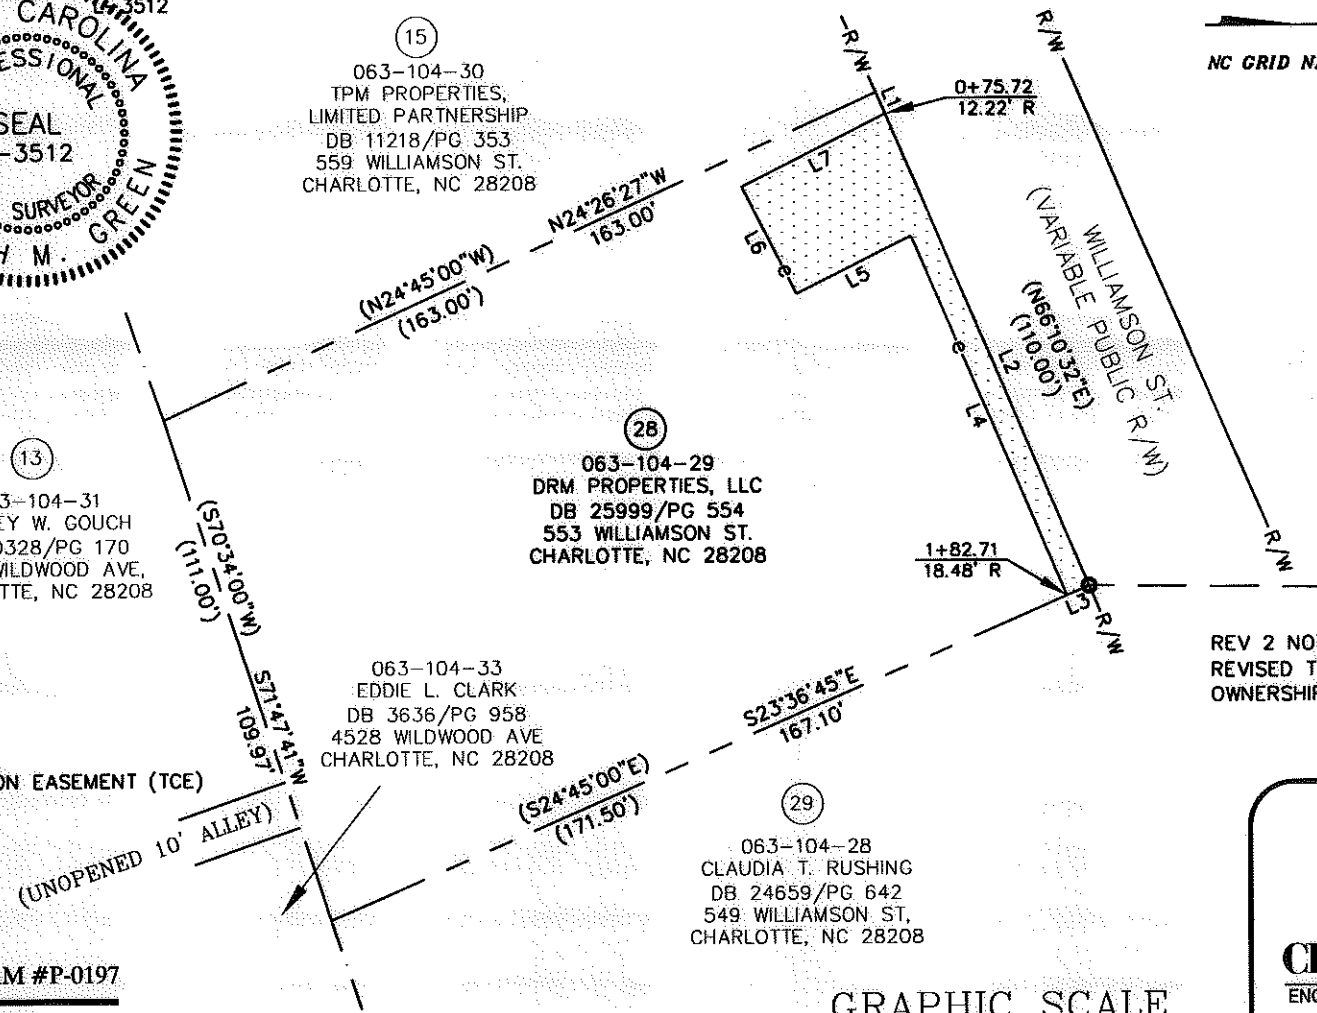 L-3512
CAROLINA
ESSIONAL
SEAL
-3512
SURVEYOR
H M. GREEN
15
063-104-30
TPM PROPERTIES,
LIMITED PARTNERSHIP
DB 11218/PG 353
559 WILLIAMSON ST.
CHARLOTTE, NC 28208
R/W
R/W
NC GRID N
L1
0+75.72
12.22' R
L7
N24°26'27"W
163.00'
L6
e
L5
(N24°45'00"W)
(163.00')
WILLIAMSON ST.
(VARIABLE PUBLIC R/W)
(N66°10'32"E)
(110.00')
L2
e
L4
28
063-104-29
DRM PROPERTIES, LLC
DB 25999/PG 554
553 WILLIAMSON ST.
CHARLOTTE, NC 28208
13
3-104-31
EY W. GOUCH
0328/PG 170
WILDWOOD AVE,
TTE, NC 28208
(S70°34'00"W)
(111.00')
1+82.71
18.48' R
L3
R/W
R/W
REV 2 NO
REVISED T
OWNERSHIP
063-104-33
EDDIE L. CLARK
DB 3636/PG 958
4528 WILDWOOD AVE
CHARLOTTE, NC 28208
S71°47'41"W
109.97'
S23°36'45"E
167.10'
ON EASEMENT (TCE)
(UNOPENED 10' ALLEY)
(S24°45'00"E)
(171.50')
29
063-104-28
CLAUDIA T. RUSHING
DB 24659/PG 642
549 WILLIAMSON ST,
CHARLOTTE, NC 28208
M #P-0197
GRAPHIC SCALE
ENG